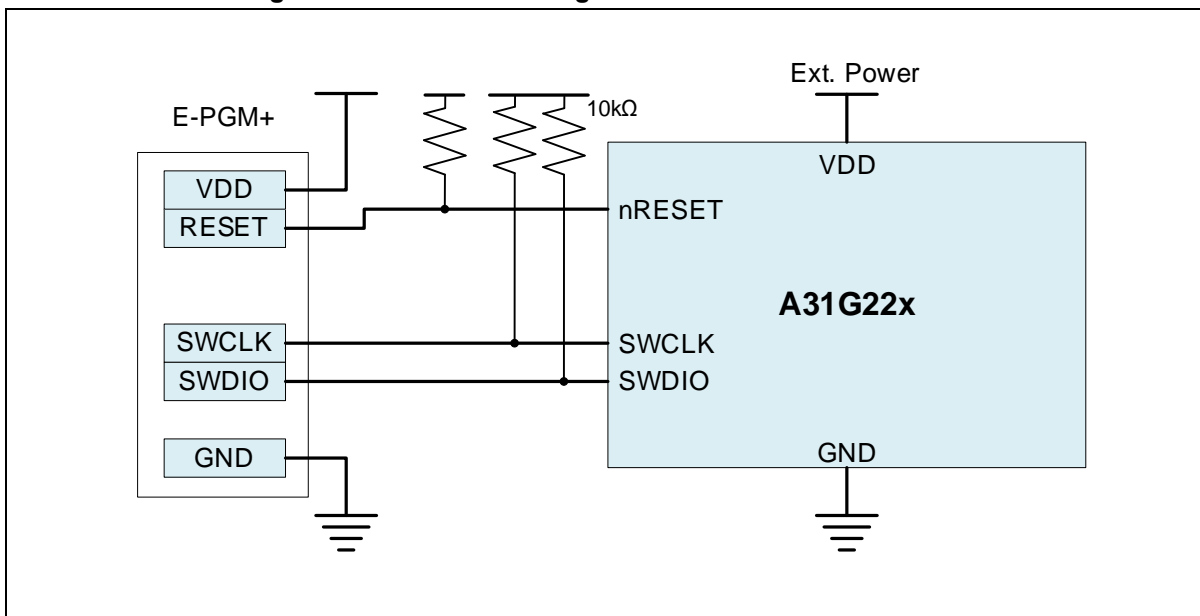 Ext. Power
E-PGM+
10kΩ
VDD
VDD
RESET
nRESET
A31G22x
SWCLK
SWCLK
SWDIO
SWDIO
GND
GND